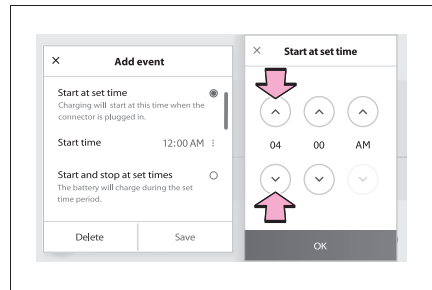 Add event
Start at set time
Charging will start at this time when the
connector is plugged in.
Start time 12:00 AM
Start and stop at set times
The battery will charge during the set
time period.
Delete Save
Start at set time
04 00 AM
OK